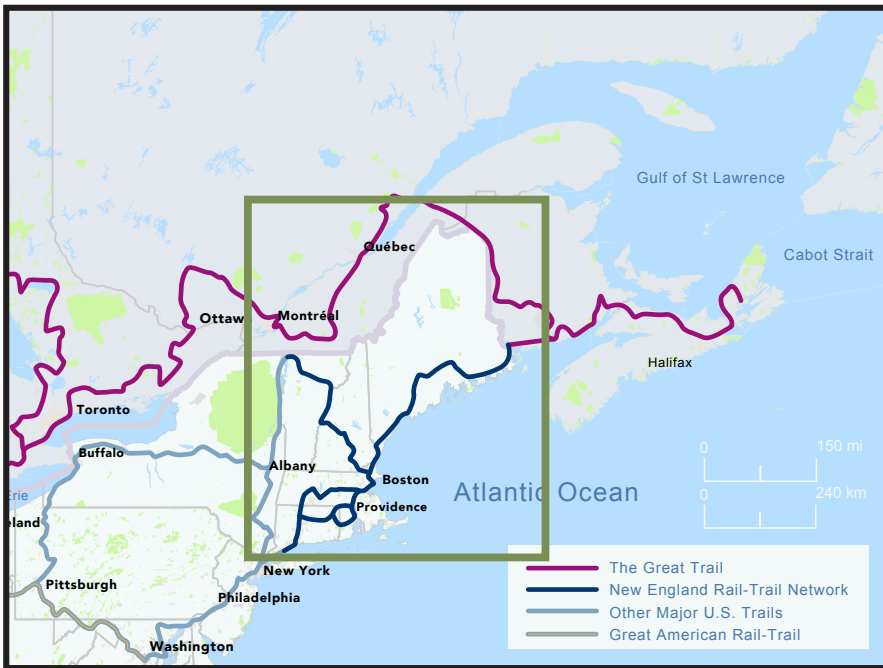 Gulf of St Lawrence
Québec
Cabot Strait
Ottaw
Montréal
Halifax
Toronto
Buffalo
0
150 mi
Albany
Boston
Erie
Atlantic Ocean
0
240 km
Providence
eland
New York
Pittsburgh
Philadelphia
Washington
The Great Trail
New England Rail-Trail Network
Other Major U.S. Trails
Great American Rail-Trail